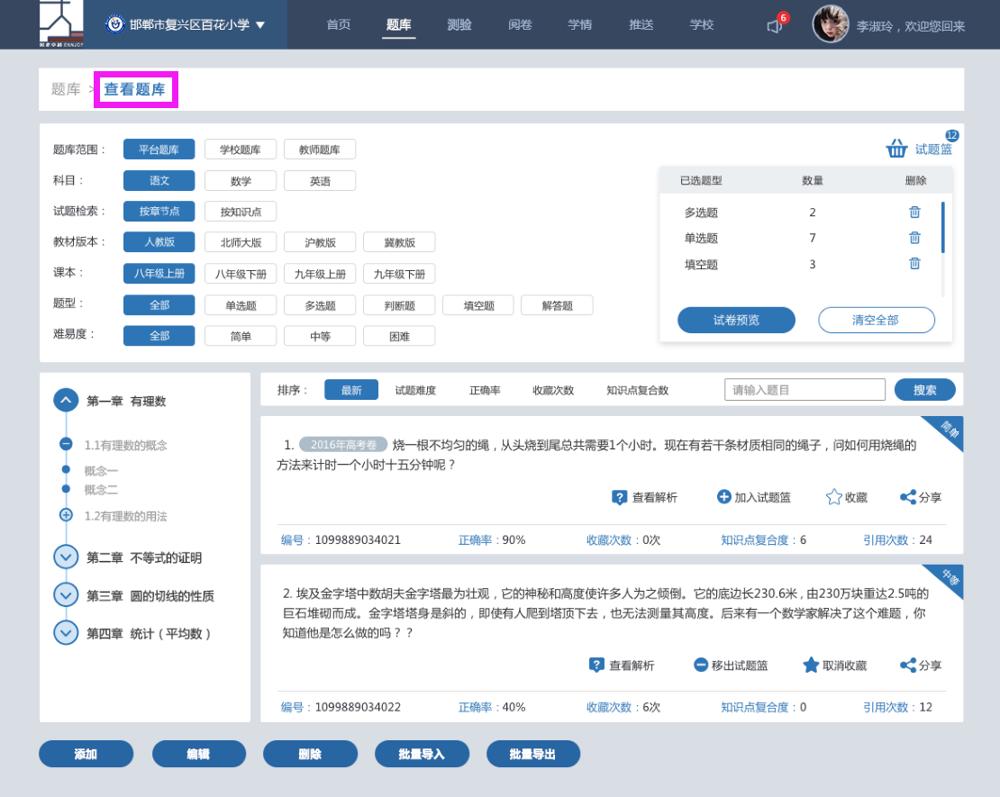 邯郸市复兴区百花小学 ▼ 首页 题库 测验 阅卷 学情 推送 学校 6 李淑玲，欢迎您回来
题库 > 查看题库
题库范围： 平台题库 学校题库 教师题库
科目： 语文 数学 英语
试题检索： 按章节点 按知识点
教材版本： 人教版 北师大版 沪教版 冀教版
课本： 八年级上册 八年级下册 九年级上册 九年级下册
题型： 全部 单选题 多选题 判断题 填空题 解答题
难易度： 全部 简单 中等 困难
试题篮 12
已选题型 数量 删除
多选题 2
单选题 7
填空题 3
试卷预览 清空全部
第一章 有理数
1.1有理数的概念
概念一
概念二
1.2有理数的用法
第二章 不等式的证明
第三章 圆的切线的性质
第四章 统计（平均数）
排序： 最新 试题难度 正确率 收藏次数 知识点复合数 请输入题目 搜索
简单
1. 2016年高考卷 烧一根不均匀的绳，从头烧到尾总共需要1个小时。现在有若干条材质相同的绳子，问如何用烧绳的
方法来计时一个小时十五分钟呢？
查看解析 加入试题篮 收藏 分享
编号：1099889034021 正确率：90% 收藏次数：0次 知识点复合度：6 引用次数：24
中等
2. 埃及金字塔中数胡夫金字塔最为壮观，它的神秘和高度使许多人为之倾倒。它的底边长230.6米，由230万块重达2.5吨的
巨石堆砌而成。金字塔塔身是斜的，即使有人爬到塔顶下去，也无法测量其高度。后来有一个数学家解决了这个难题，你
知道他是怎么做的吗？？
查看解析 移出试题篮 取消收藏 分享
编号：1099889034022 正确率：40% 收藏次数：6次 知识点复合度：0 引用次数：12
添加 编辑 删除 批量导入 批量导出